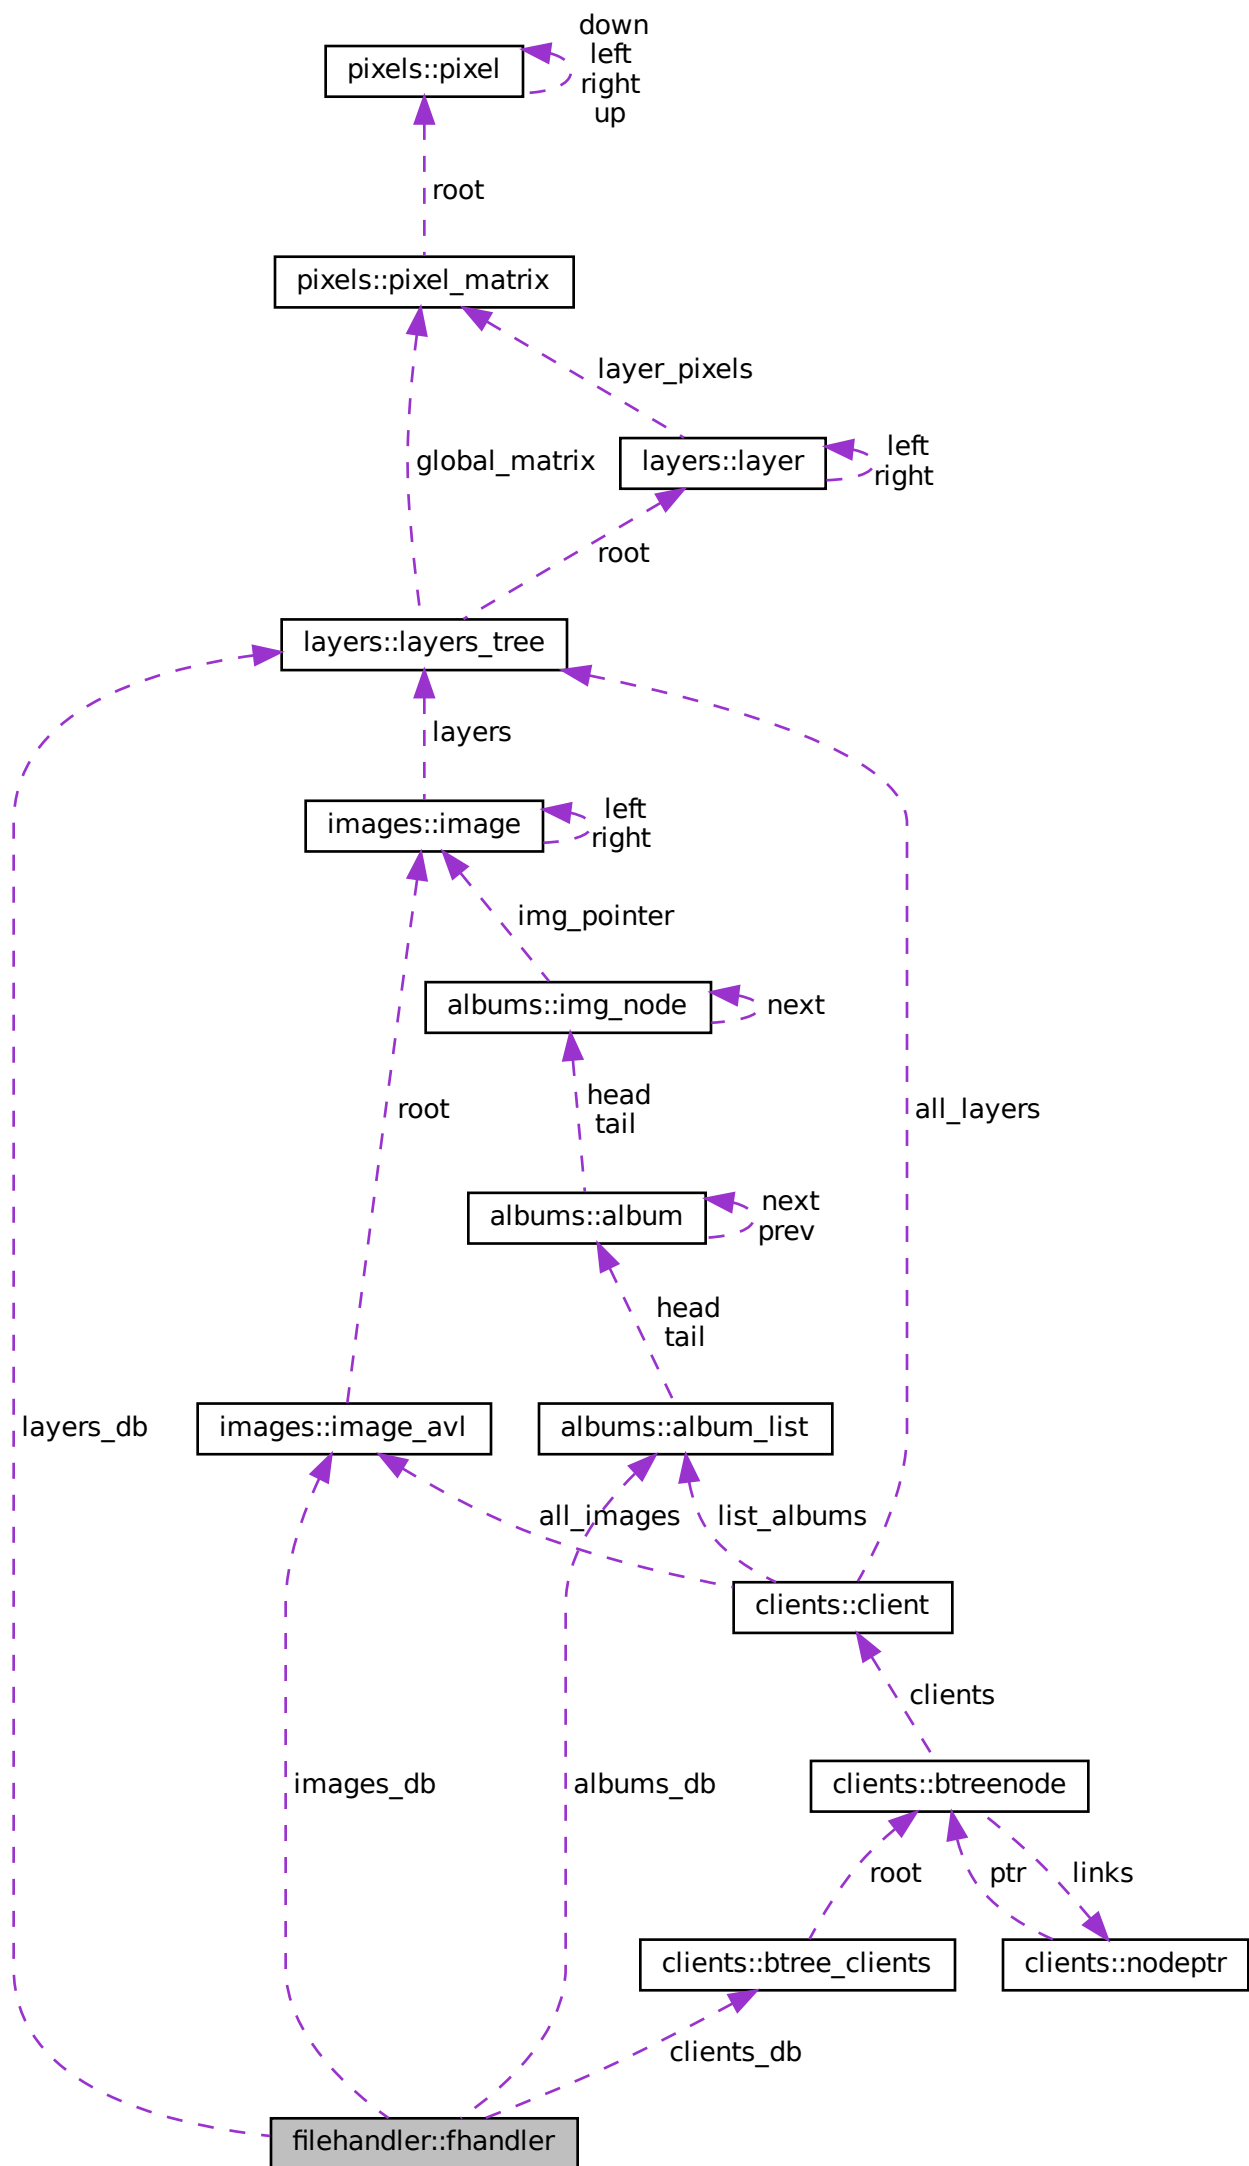 down
left
right
up
pixels::pixel
root
pixels::pixel_matrix
layer_pixels
global_matrix
layers::layer
left
right
root
layers::layers_tree
layers
images::image
left
right
img_pointer
albums::img_node
next
root
head
tail
all_layers
albums::album
next
prev
head
tail
layers_db
images::image_avl
albums::album_list
all_images
list_albums
clients::client
clients
images_db
albums_db
clients::btreenode
root
ptr
links
clients::btree_clients
clients::nodeptr
clients_db
filehandler::fhandler